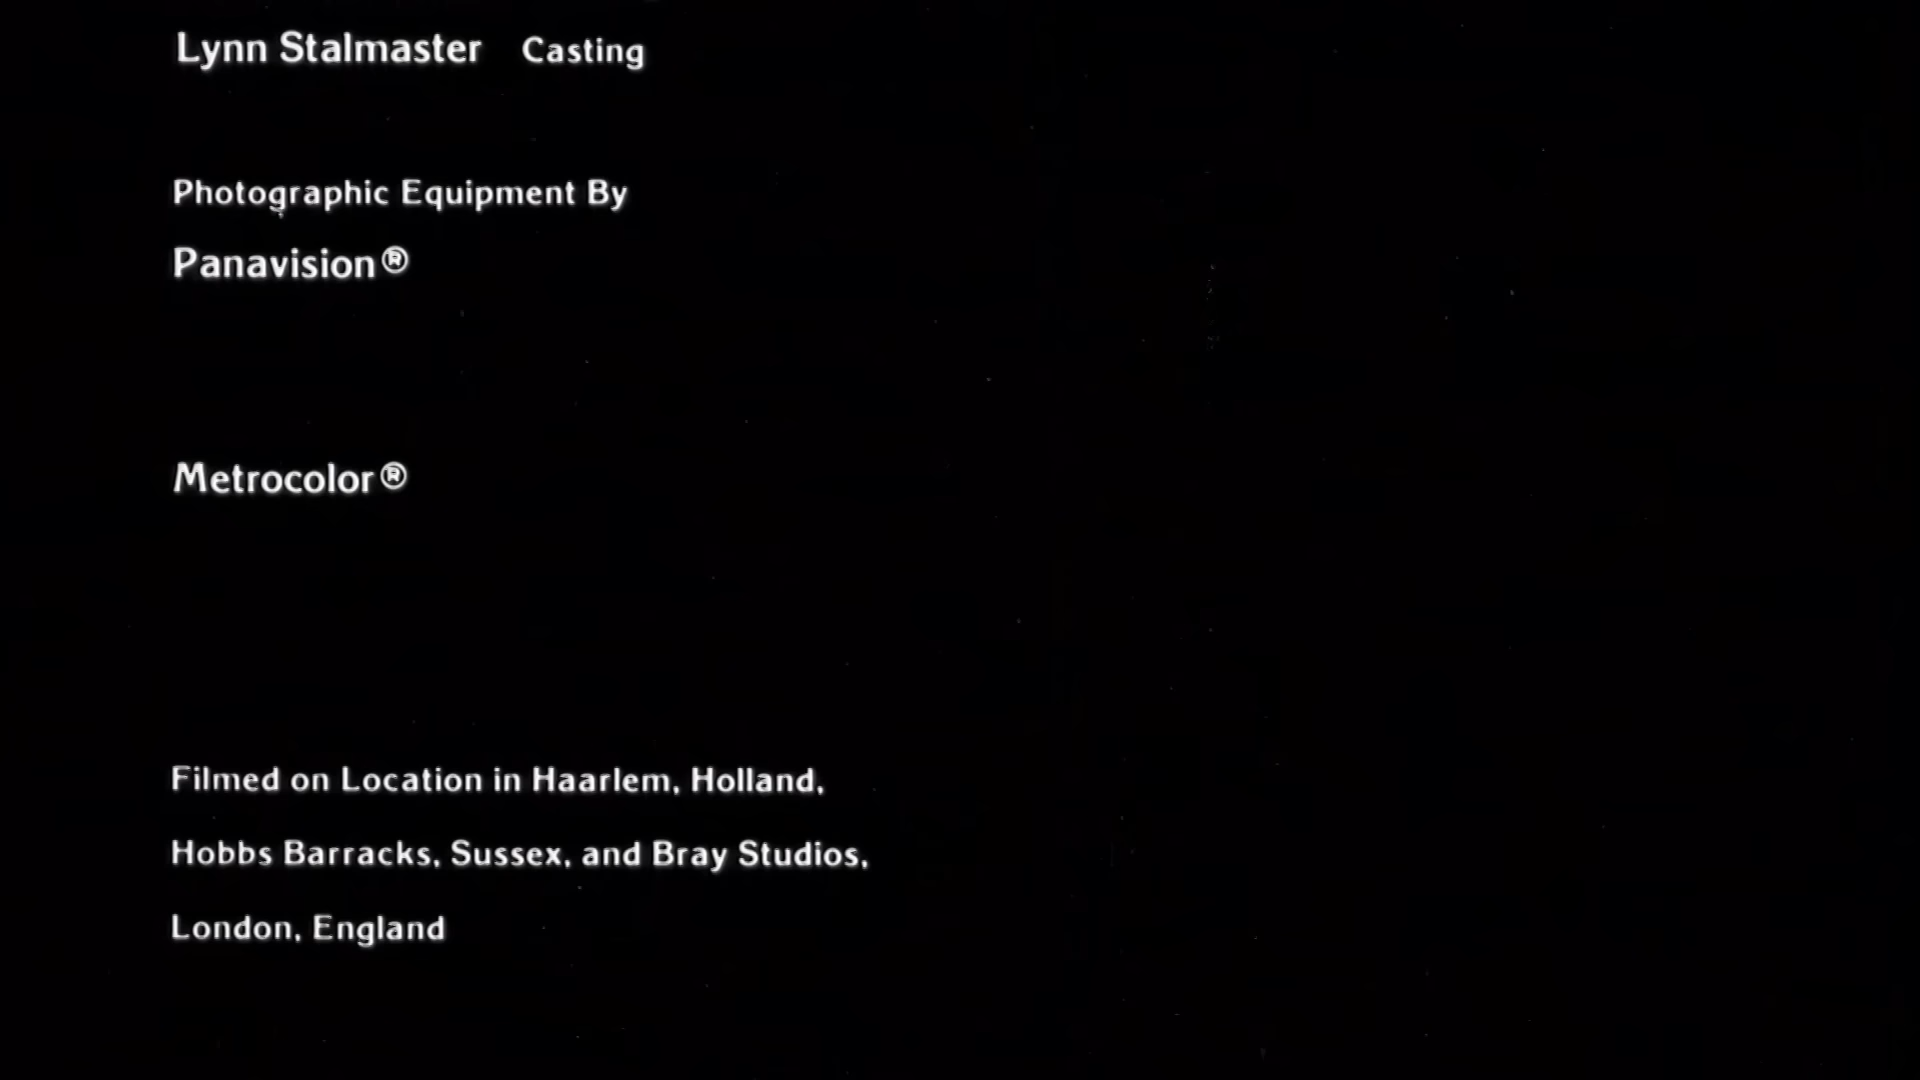 Lynn Stalmaster Casting
Photographic Equipment By
Panavision®
Metrocolor®
Filmed on Location in Haarlem, Holland,
Hobbs Barracks, Sussex, and Bray Studios,
London, England